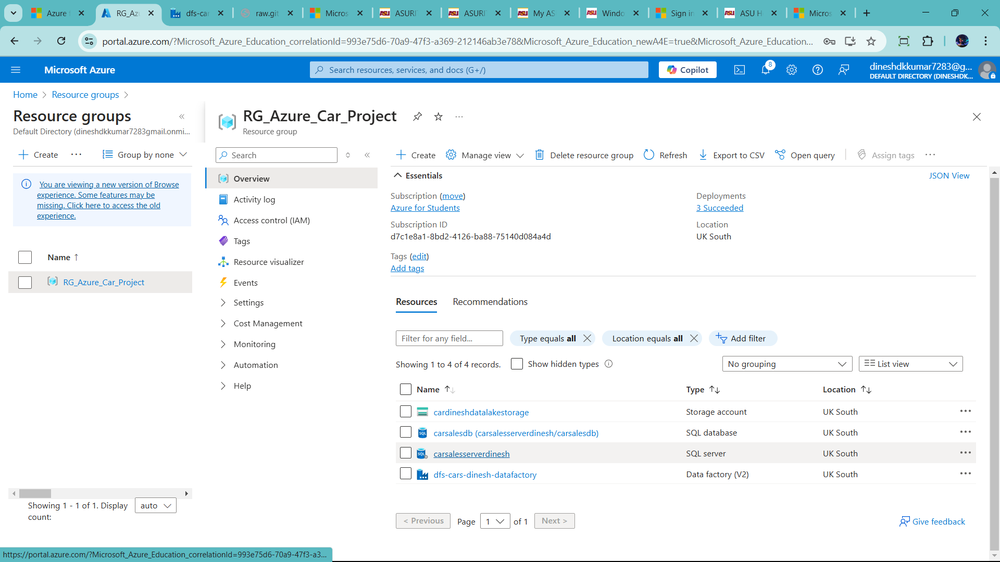 Azure f
RG_Azu
dfs-car
raw.git
Micros
ASURI
ASURI
My AS
Windo
Sign in
ASU H
Micros
portal.azure.com/?Microsoft_Azure_Education_correlationId=993e75d6-70a9-47f3-a369-212146ab3e78&Microsoft_Azure_Education_newA4E=true&Microsoft_Azure_Education...
Microsoft Azure
Search resources, services, and docs (G+/)
Copilot
8
dineshdkkumar7283@g...
DEFAULT DIRECTORY (DINESHDK...
Home > Resource groups >
Resource groups
Default Directory (dineshdkkumar7283gmail.onmi...
Create
Group by none
You are viewing a new version of Browse
experience. Some features may be
missing. Click here to access the old
experience.
Name ↑
RG_Azure_Car_Project
Showing 1 - 1 of 1. Display
count:
auto
RG_Azure_Car_Project
Resource group
Search
Overview
Activity log
Access control (IAM)
Tags
Resource visualizer
Events
Settings
Cost Management
Monitoring
Automation
Help
Create
Manage view
Delete resource group
Refresh
Export to CSV
Open query
Assign tags
Essentials
JSON View
Subscription (move)
Azure for Students
Subscription ID
d7c1e8a1-8bd2-4126-ba88-75140d084a4d
Deployments
3 Succeeded
Location
UK South
Tags (edit)
Add tags
Resources
Recommendations
Filter for any field...
Type equals all
Location equals all
Add filter
Showing 1 to 4 of 4 records.
Show hidden types
No grouping
List view
Name ↑↓ Type ↑↓ Location ↑↓
cardineshdatalakestorage Storage account UK South
carsalesdb (carsalesserverdinesh/carsalesdb) SQL database UK South
carsalesserverdinesh SQL server UK South
dfs-cars-dinesh-datafactory Data factory (V2) UK South
< Previous Page 1 of 1 Next >
Give feedback
https://portal.azure.com/?Microsoft_Azure_Education_correlationId=993e75d6-70a9-47f3-a3...